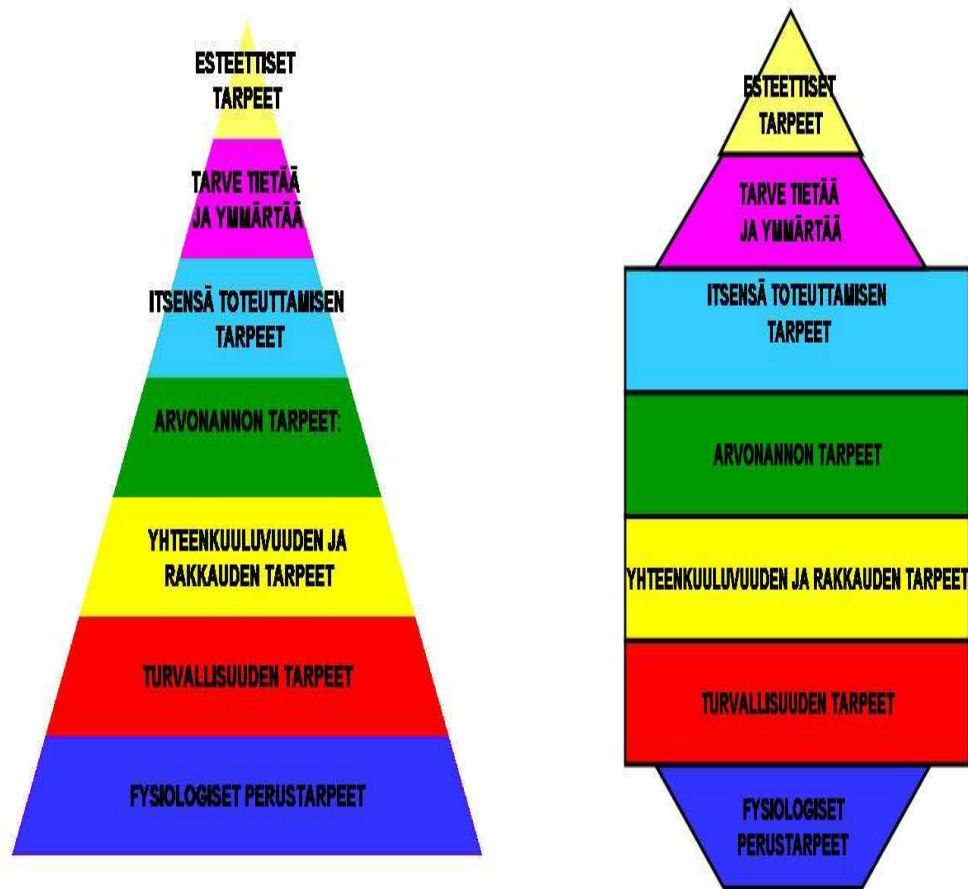 ESTEETTISET
TARPEET
TARVE TIETÄÄ
JA YMMÄRTÄÄ
ITSENSÄ TOTEUTTAMISEN
TARPEET
ARVONANNON TARPEET:
YHTEENKUULUVUUDEN JA
RAKKAUDEN TARPEET
TURVALLISUUDEN TARPEET
FYSIOLOGISET PERUSTARPEET
ESTEETTISET
TARPEET
TARVE TIETÄÄ
JA YMMÄRTÄÄ
ITSENSÄ TOTEUTTAMISEN
TARPEET
ARVONANNON TARPEET
YHTEENKUULUVUUDEN JA RAKKAUDEN TARPEET
TURVALLISUUDEN TARPEET
FYSIOLOGISET
PERUSTARPEET